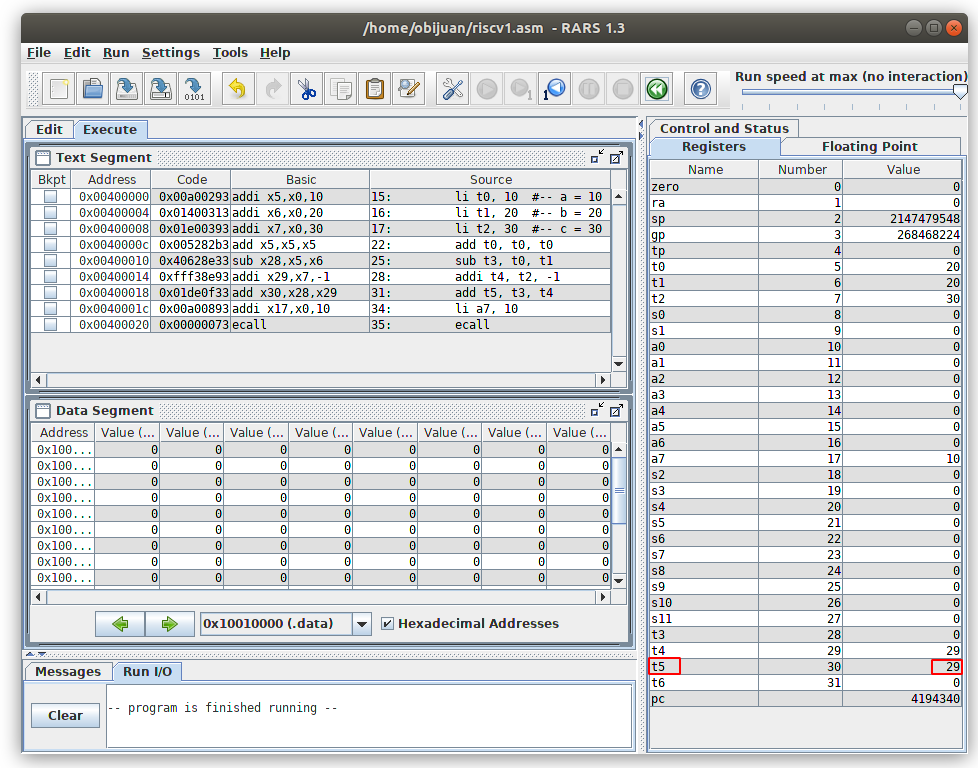 /home/obijuan/riscv1.asm - RARS 1.3
File Edit Run Settings Tools Help
Run speed at max (no interaction)
Edit Execute
Text Segment
Bkpt Address Code Basic Source
0x00400000 0x00a00293 addi x5,x0,10 15: li t0, 10 #-- a = 10
0x00400004 0x01400313 addi x6,x0,20 16: li t1, 20 #-- b = 20
0x00400008 0x01e00393 addi x7,x0,30 17: li t2, 30 #-- c = 30
0x0040000c 0x005282b3 add x5,x5,x5 22: add t0, t0, t0
0x00400010 0x40628e33 sub x28,x5,x6 25: sub t3, t0, t1
0x00400014 0xfff38e93 addi x29,x7,-1 28: addi t4, t2, -1
0x00400018 0x01de0f33 add x30,x28,x29 31: add t5, t3, t4
0x0040001c 0x00a00893 addi x17,x0,10 34: li a7, 10
0x00400020 0x00000073 ecall 35: ecall
Data Segment
Address Value (... Value (... Value (... Value (... Value (... Value (... Value (... Value (...
0x100... 0 0 0 0 0 0 0 0
0x100... 0 0 0 0 0 0 0 0
0x100... 0 0 0 0 0 0 0 0
0x100... 0 0 0 0 0 0 0 0
0x100... 0 0 0 0 0 0 0 0
0x100... 0 0 0 0 0 0 0 0
0x100... 0 0 0 0 0 0 0 0
0x100... 0 0 0 0 0 0 0 0
0x100... 0 0 0 0 0 0 0 0
0x10010000 (.data) Hexadecimal Addresses
Messages Run I/O
Clear
-- program is finished running --
Control and Status
Registers Floating Point
Name Number Value
zero 0 0
ra 1 0
sp 2 2147479548
gp 3 268468224
tp 4 0
t0 5 20
t1 6 20
t2 7 30
s0 8 0
s1 9 0
a0 10 0
a1 11 0
a2 12 0
a3 13 0
a4 14 0
a5 15 0
a6 16 0
a7 17 10
s2 18 0
s3 19 0
s4 20 0
s5 21 0
s6 22 0
s7 23 0
s8 24 0
s9 25 0
s10 26 0
s11 27 0
t3 28 0
t4 29 29
t5 30 29
t6 31 0
pc 4194340